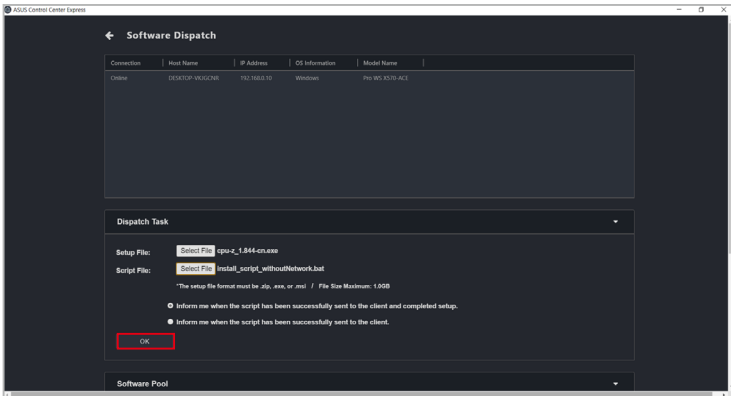 ASUS Control Center Express
Software Dispatch
Connection Host Name IP Address OS Information Model Name
Online DESKTOP-VKJGCNR 192.168.0.10 Windows Pro WS X570-ACE
Dispatch Task
Setup File: Select File cpu-z_1.844-cn.exe
Script File: Select File install_script_withoutNetwork.bat
*The setup file format must be .zip, .exe, or .msi / File Size Maximum: 1.0GB
Inform me when the script has been successfully sent to the client and completed setup.
Inform me when the script has been successfully sent to the client.
OK
Software Pool